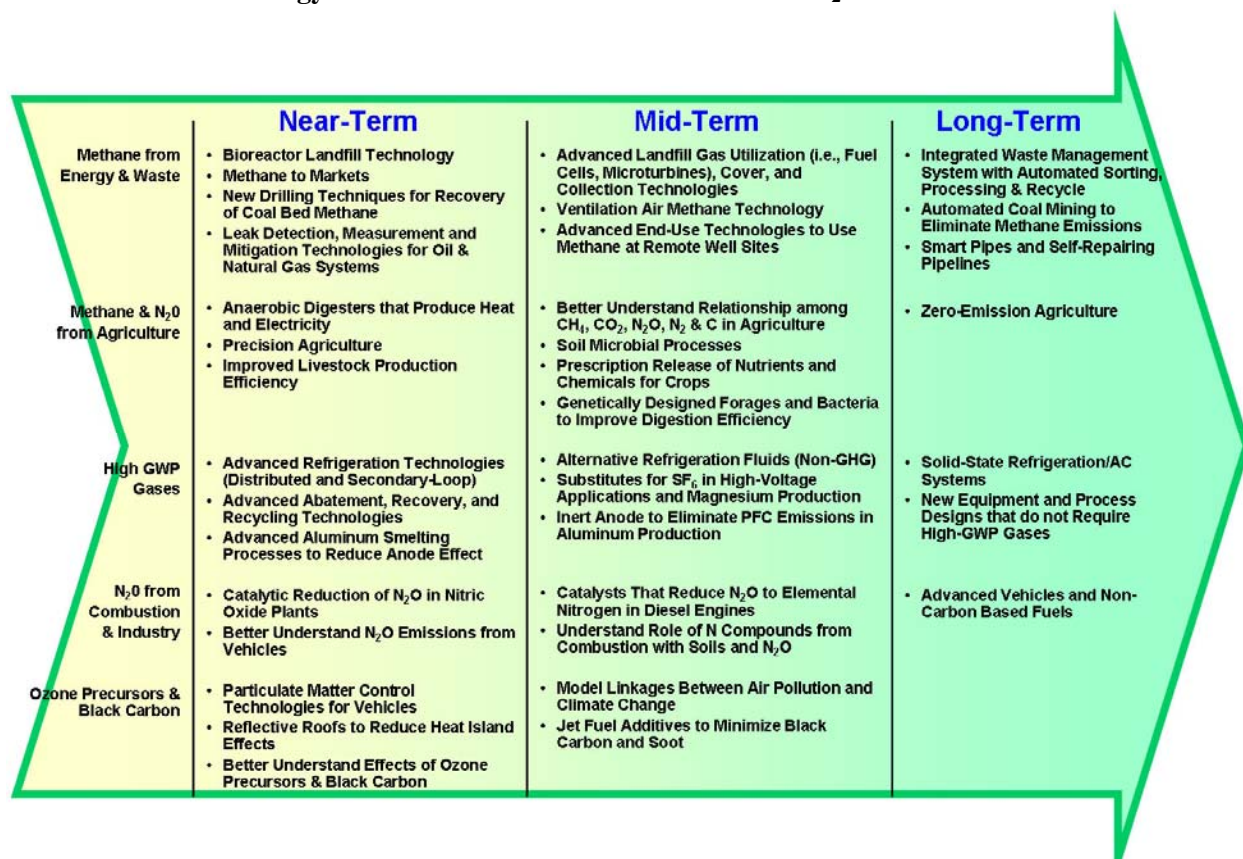 gy
2
Near-Term
Mid-Term
Long-Term
Methane from
Energy & Waste
• Bioreactor Landfill Technology
• Methane to Markets
• New Drilling Techniques for Recovery
of Coal Bed Methane
• Leak Detection, Measurement and
Mitigation Technologies for Oil &
Natural Gas Systems
• Advanced Landfill Gas Utilization (i.e., Fuel
Cells, Microturbines), Cover, and
Collection Technologies
• Ventilation Air Methane Technology
• Advanced End-Use Technologies to Use
Methane at Remote Well Sites
• Integrated Waste Management
System with Automated Sorting,
Processing & Recycle
• Automated Coal Mining to
Eliminate Methane Emissions
• Smart Pipes and Self-Repairing
Pipelines
Methane & N₂0
from Agriculture
• Anaerobic Digesters that Produce Heat
and Electricity
• Precision Agriculture
• Improved Livestock Production
Efficiency
• Better Understand Relationship among
CH₄, CO₂, N₂O, N₂ & C in Agriculture
• Soil Microbial Processes
• Prescription Release of Nutrients and
Chemicals for Crops
• Genetically Designed Forages and Bacteria
to Improve Digestion Efficiency
• Zero-Emission Agriculture
High GWP
Gases
• Advanced Refrigeration Technologies
(Distributed and Secondary-Loop)
• Advanced Abatement, Recovery, and
Recycling Technologies
• Advanced Aluminum Smelting
Processes to Reduce Anode Effect
• Alternative Refrigeration Fluids (Non-GHG)
• Substitutes for SF₆ in High-Voltage
Applications and Magnesium Production
• Inert Anode to Eliminate PFC Emissions in
Aluminum Production
• Solid-State Refrigeration/AC
Systems
• New Equipment and Process
Designs that do not Require
High-GWP Gases
N₂0 from
Combustion
& Industry
• Catalytic Reduction of N₂O in Nitric
Oxide Plants
• Better Understand N₂O Emissions from
Vehicles
• Catalysts That Reduce N₂O to Elemental
Nitrogen in Diesel Engines
• Understand Role of N Compounds from
Combustion with Soils and N₂O
• Advanced Vehicles and Non-
Carbon Based Fuels
Ozone Precursors &
Black Carbon
• Particulate Matter Control
Technologies for Vehicles
• Reflective Roofs to Reduce Heat Island
Effects
• Better Understand Effects of Ozone
Precursors & Black Carbon
• Model Linkages Between Air Pollution and
Climate Change
• Jet Fuel Additives to Minimize Black
Carbon and Soot